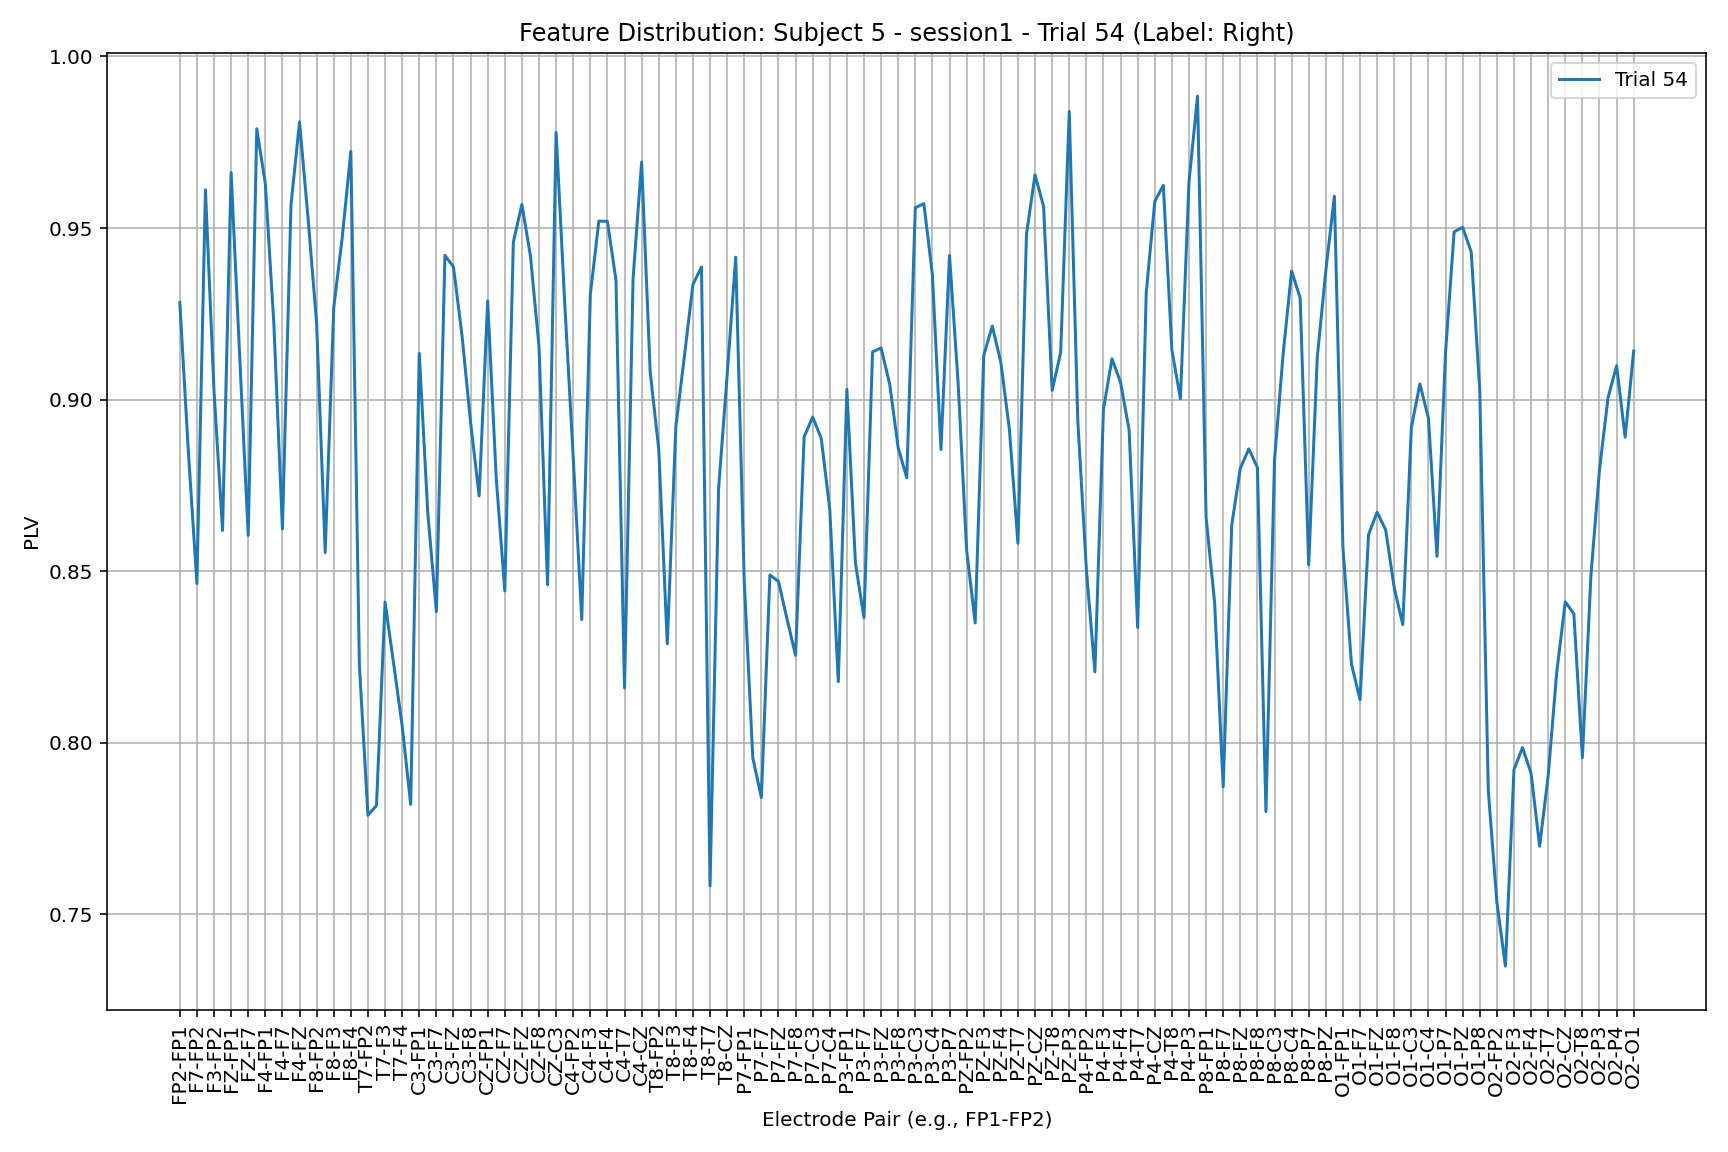 Feature Distribution: Subject 5 - session1 - Trial 54 (Label: Right)
Trial 54
1.00
0.95
0.90
0.85
0.80
0.75
PLV
FP2-FP1
F7-FP2
F3-FP2
FZ-FP1
FZ-F7
F4-FP1
F4-F7
F4-FZ
F8-FP2
F8-F3
F8-F4
T7-FP2
T7-F3
T7-F4
C3-FP1
C3-F7
C3-FZ
C3-F8
CZ-FP1
CZ-F7
CZ-FZ
CZ-F8
CZ-C3
C4-FP2
C4-F3
C4-F4
C4-T7
C4-CZ
T8-FP2
T8-F3
T8-F4
T8-T7
T8-CZ
P7-FP1
P7-F7
P7-FZ
P7-F8
P7-C3
P7-C4
P3-FP1
P3-F7
P3-FZ
P3-F8
P3-C3
P3-C4
P3-P7
PZ-FP2
PZ-F3
PZ-F4
PZ-T7
PZ-CZ
PZ-T8
PZ-P3
P4-FP2
P4-F3
P4-F4
P4-T7
P4-CZ
P4-T8
P4-P3
P8-FP1
P8-F7
P8-FZ
P8-F8
P8-C3
P8-C4
P8-P7
P8-PZ
O1-FP1
O1-F7
O1-FZ
O1-F8
O1-C3
O1-C4
O1-P7
O1-PZ
O1-P8
O2-FP2
O2-F3
O2-F4
O2-T7
O2-CZ
O2-T8
O2-P3
O2-P4
O2-O1
Electrode Pair (e.g., FP1-FP2)